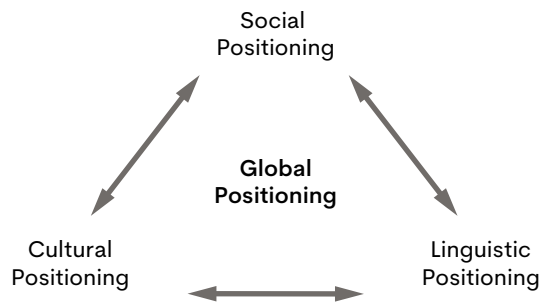 Social
Positioning
Global
Positioning
Cultural
Positioning
Linguistic
Positioning